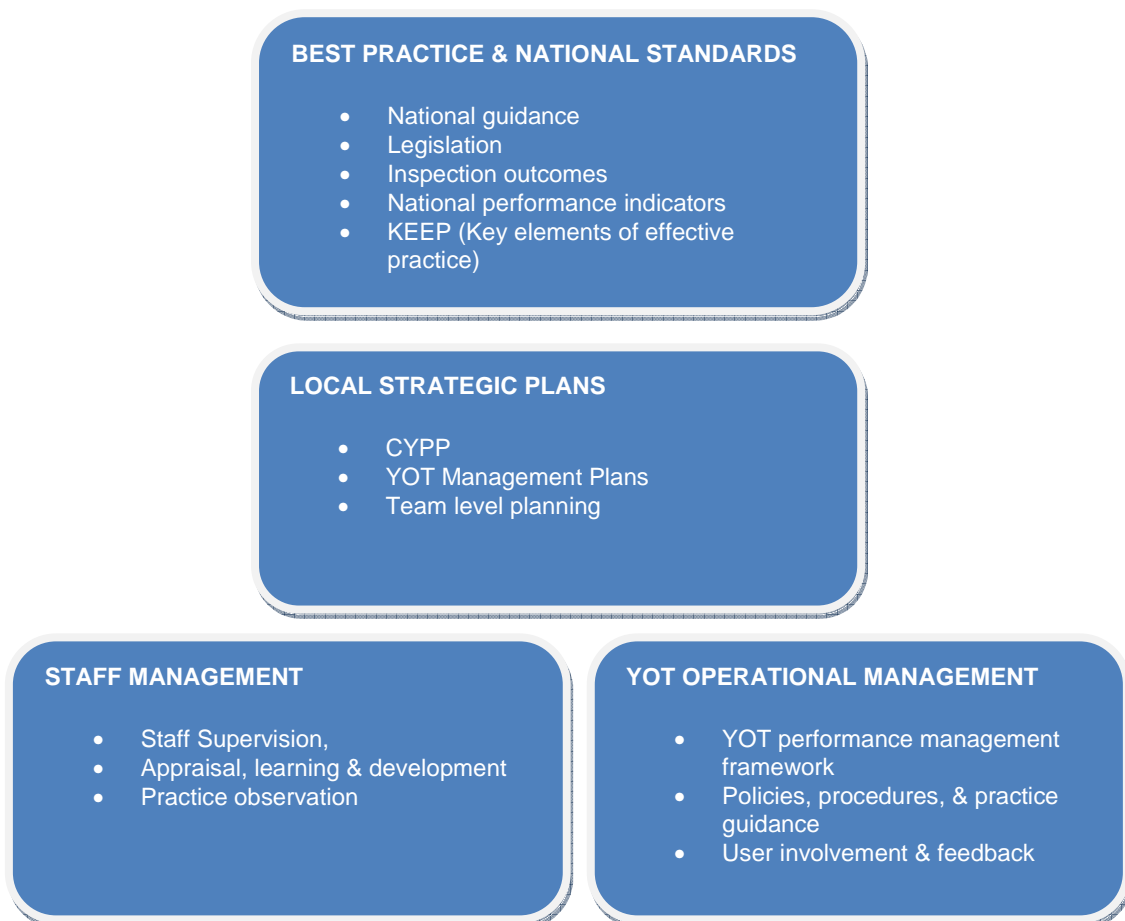 BEST PRACTICE & NATIONAL STANDARDS
• National guidance
• Legislation
• Inspection outcomes
• National performance indicators
• KEEP (Key elements of effective
practice)
LOCAL STRATEGIC PLANS
• CYPP
• YOT Management Plans
• Team level planning
STAFF MANAGEMENT
• Staff Supervision,
• Appraisal, learning & development
• Practice observation
YOT OPERATIONAL MANAGEMENT
• YOT performance management
framework
• Policies, procedures, & practice
guidance
• User involvement & feedback